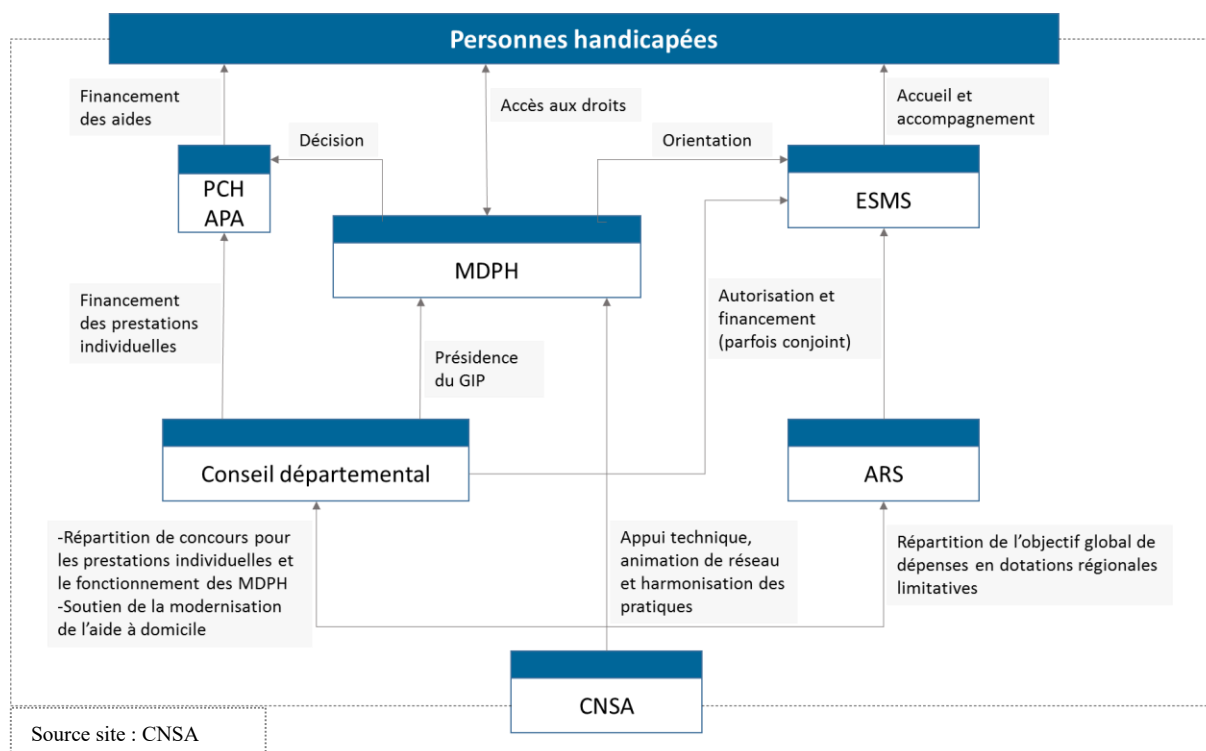 Personnes handicapées
Financement
des aides
Accès aux droits
Accueil et
accompagnement
Décision
Orientation
PCH
APA
ESMS
MDPH
Financement
des prestations
individuelles
Autorisation et
financement
(parfois conjoint)
Présidence
du GIP
Conseil départemental
ARS
-Répartition de concours pour
les prestations individuelles et
le fonctionnement des MDPH
-Soutien de la modernisation
de l’aide à domicile
Appui technique,
animation de réseau
et harmonisation des
pratiques
Répartition de l’objectif global de
dépenses en dotations régionales
limitatives
CNSA
Source site : CNSA